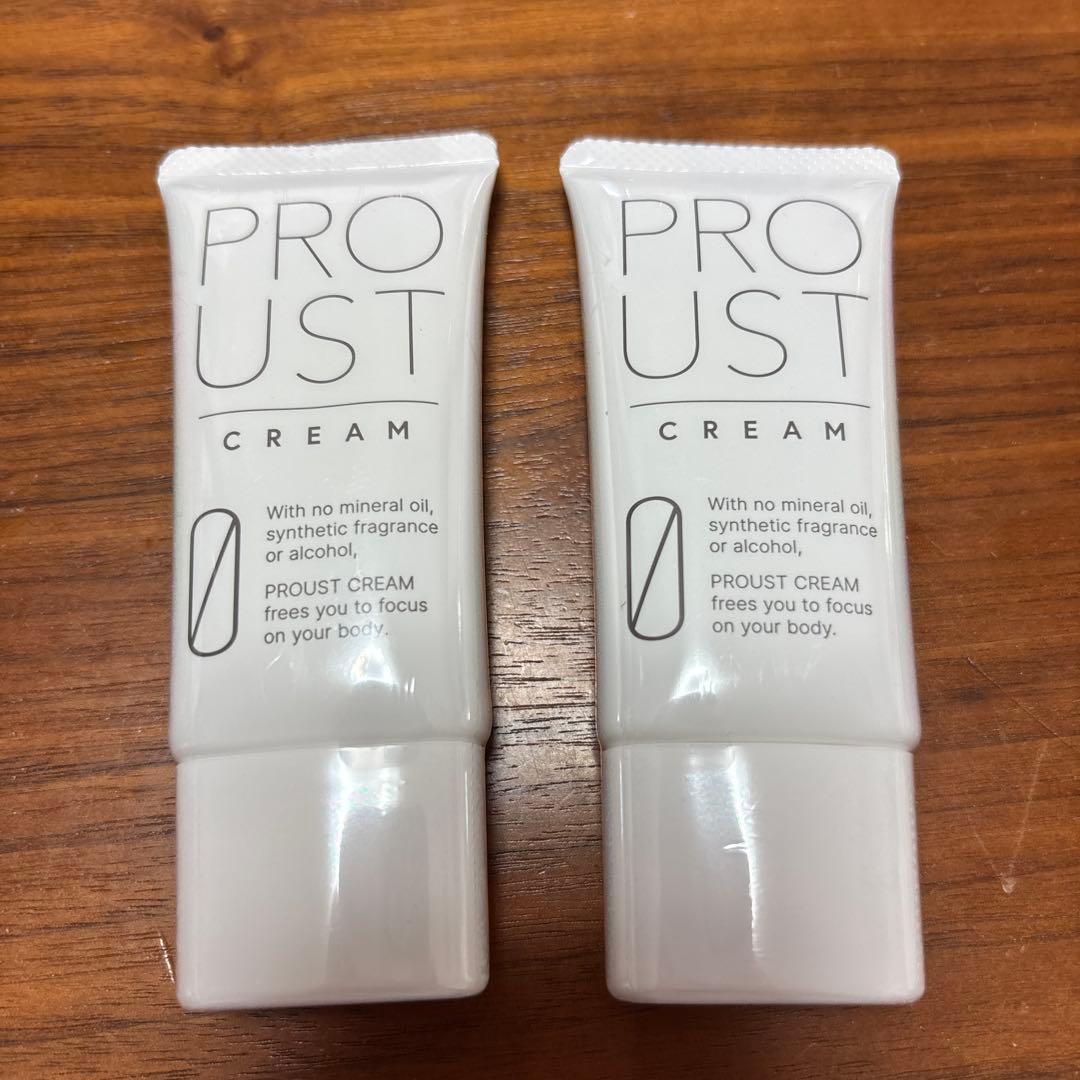 PRO
UST
CREAM
0
With no mineral oil,
synthetic fragrance
or alcohol,
PROUST CREAM
frees you to focus
on your body.
PRO
UST
CREAM
0
With no mineral oil,
synthetic fragrance
or alcohol,
PROUST CREAM
frees you to focus
on your body.